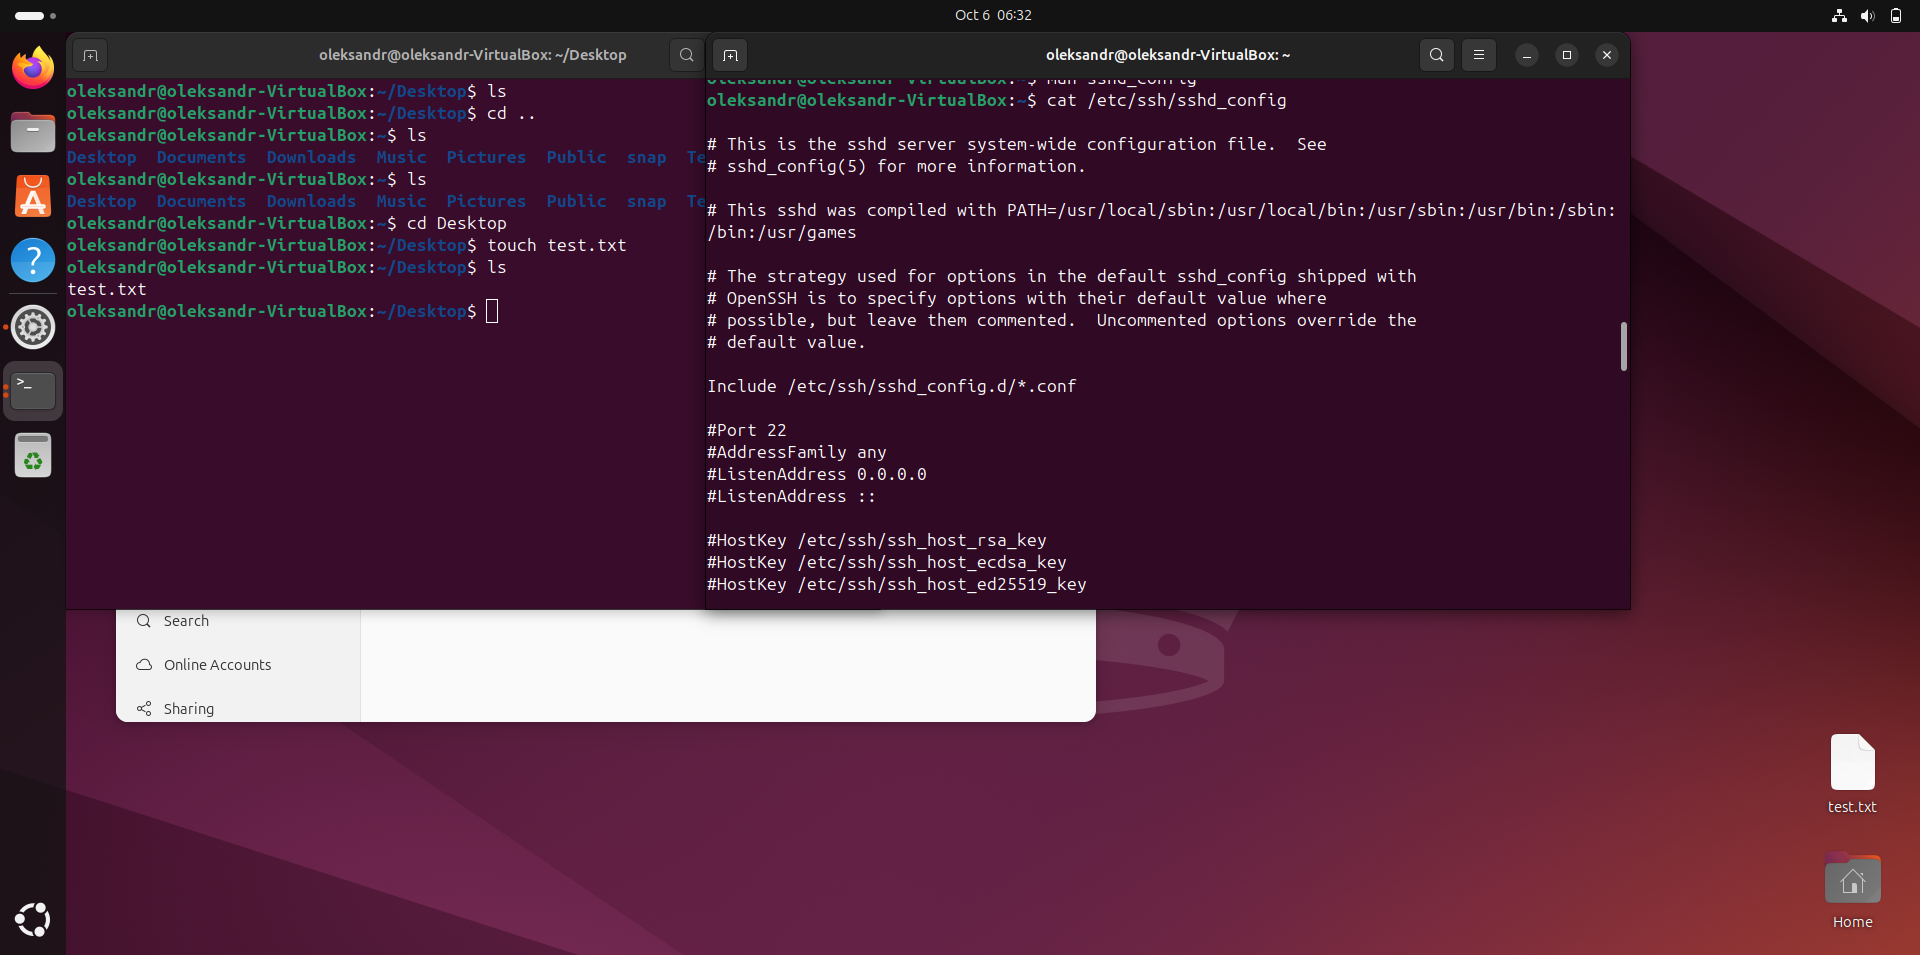 Oct 6 06:32
oleksandr@oleksandr-VirtualBox: ~/Desktop
oleksandr@oleksandr-VirtualBox:~/Desktop$ ls
oleksandr@oleksandr-VirtualBox:~/Desktop$ cd ..
oleksandr@oleksandr-VirtualBox:~$ ls
Desktop Documents Downloads Music Pictures Public snap Te
oleksandr@oleksandr-VirtualBox:~$ ls
Desktop Documents Downloads Music Pictures Public snap Te
oleksandr@oleksandr-VirtualBox:~$ cd Desktop
oleksandr@oleksandr-VirtualBox:~/Desktop$ touch test.txt
oleksandr@oleksandr-VirtualBox:~/Desktop$ ls
test.txt
oleksandr@oleksandr-VirtualBox:~/Desktop$
oleksandr@oleksandr-VirtualBox: ~
oleksandr@oleksandr-VirtualBox:~$ man sshd_config
oleksandr@oleksandr-VirtualBox:~$ cat /etc/ssh/sshd_config
# This is the sshd server system-wide configuration file.  See
# sshd_config(5) for more information.
# This sshd was compiled with PATH=/usr/local/sbin:/usr/local/bin:/usr/sbin:/usr/bin:/sbin:
/bin:/usr/games
# The strategy used for options in the default sshd_config shipped with
# OpenSSH is to specify options with their default value where
# possible, but leave them commented.  Uncommented options override the
# default value.
Include /etc/ssh/sshd_config.d/*.conf
#Port 22
#AddressFamily any
#ListenAddress 0.0.0.0
#ListenAddress ::
#HostKey /etc/ssh/ssh_host_rsa_key
#HostKey /etc/ssh/ssh_host_ecdsa_key
#HostKey /etc/ssh/ssh_host_ed25519_key
Search
Online Accounts
Sharing
test.txt
Home